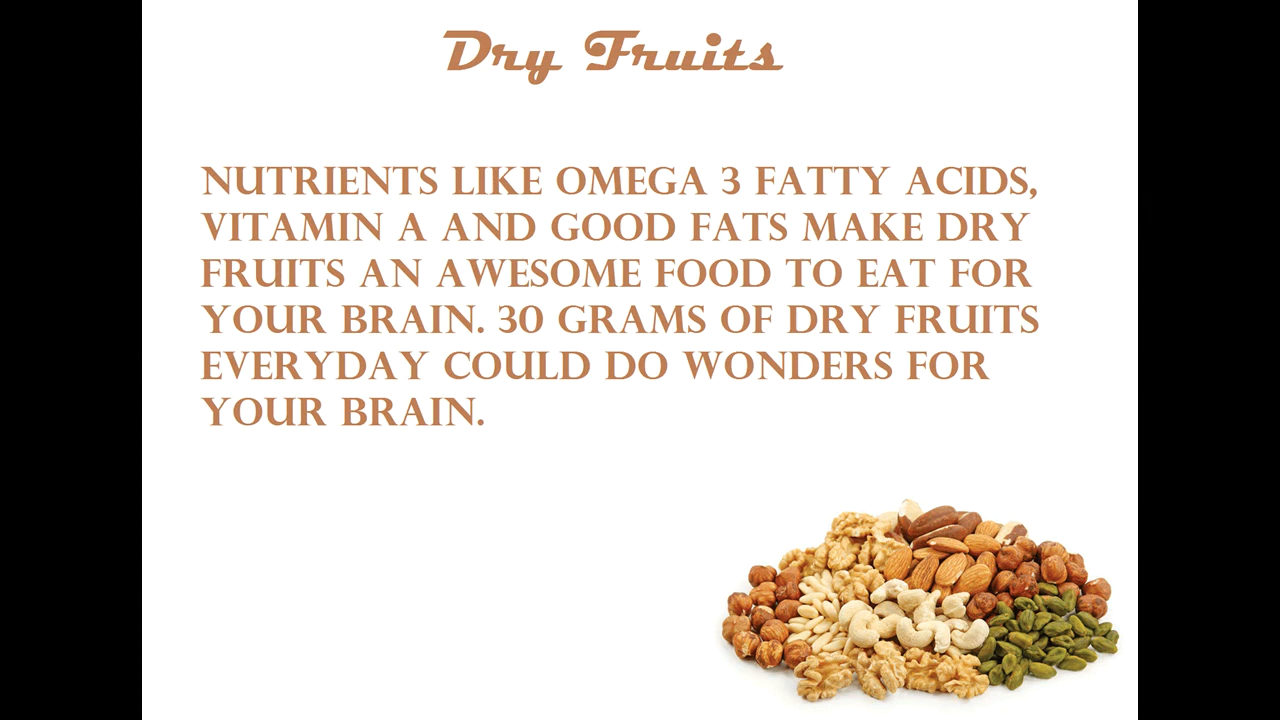 Dry Fruits
NUTRIENTS LIKE OMEGA 3 FATTY ACIDS,
VITAMIN A AND GOOD FATS MAKE DRY
FRUITS AN AWESOME FOOD TO EAT FOR
YOUR BRAIN. 30 GRAMS OF DRY FRUITS
EVERYDAY COULD DO WONDERS FOR
YOUR BRAIN.